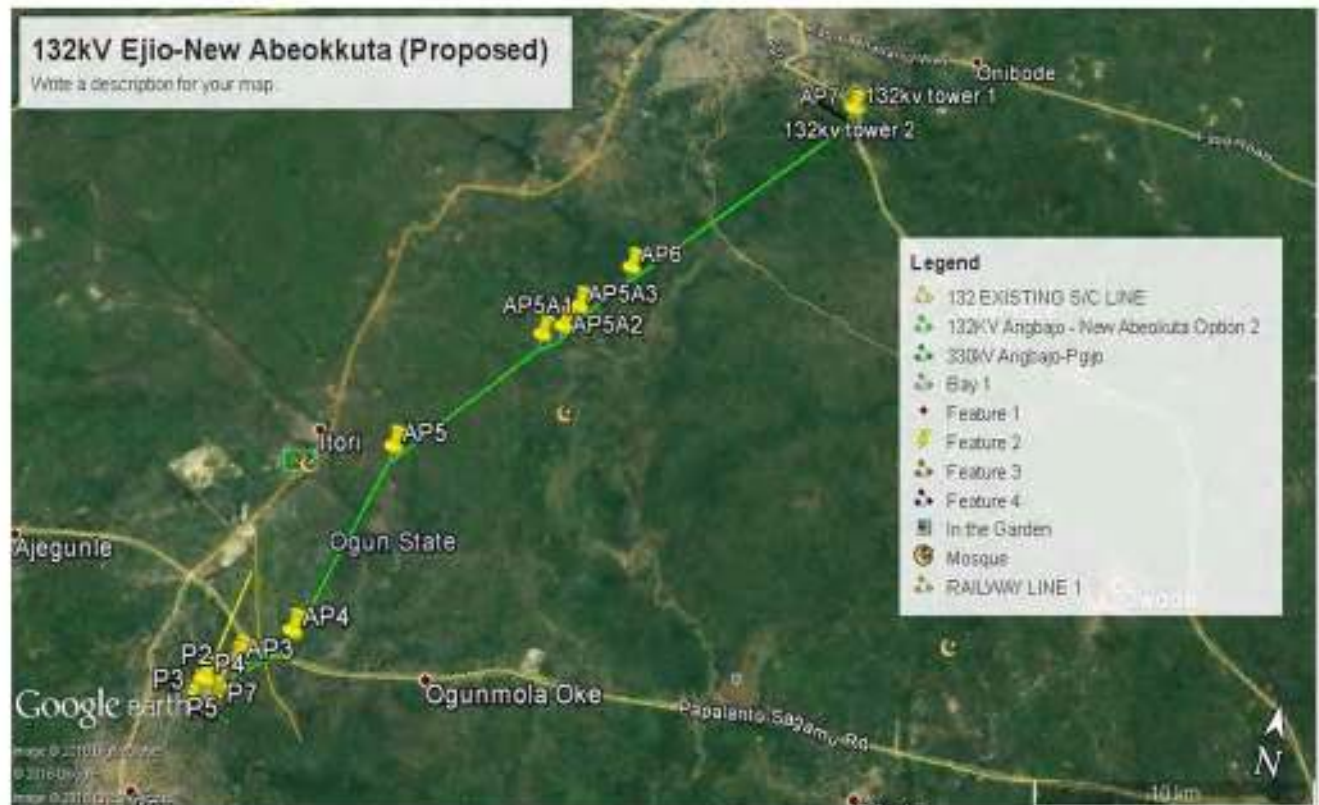 132kV Ejio-New Abeokkuta (Proposed)
Write a description for your map.
Onibode
AP7
132kv tower 1
132kv tower 2
AP6
AP5A3
AP5A1
AP5A2
AP5
Itori
Ajegunle
Ogun State
AP4
AP3
P2
P4
P3
P7
P5
Ogunmola Oke
Papalanto Sagamu Rd
Google earth
Legend
132 EXISTING S/C LINE
132KV Angbajo - New Abeokuta Option 2
330kV Angbajo-Pgijo
Bay 1
Feature 1
Feature 2
Feature 3
Feature 4
In the Garden
Mosque
RAILWAY LINE 1
N
10 km